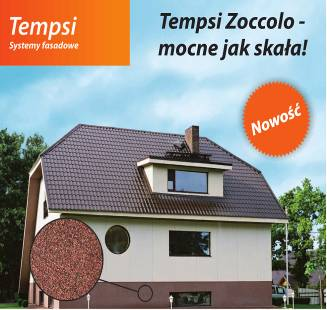 Tempsi
Systemy fasadowe
Tempsi Zoccolo -
mocne jak skała!
Nowość